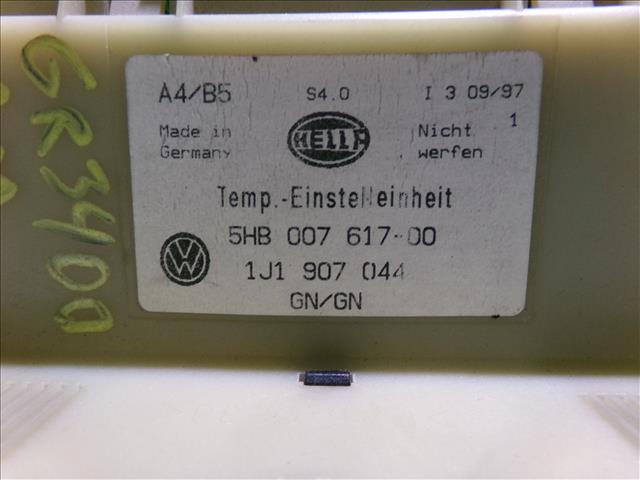 A4/B5 S4.0 I 3 09/97
Made in Germany HELLA Nicht werfen 1
Temp.-Einstelleinheit
5HB 007 617-00
VW 1J1 907 044
GN/GN
GR3400